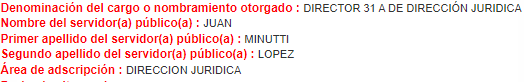 Denominación del cargo o nombramiento otorgado : DIRECTOR 31 A DE DIRECCIÓN JURIDICA
Nombre del servidor(a) público(a) : JUAN
Primer apellido del servidor(a) público(a) : MINUTTI
Segundo apellido del servidor(a) público(a) : LOPEZ
Área de adscripción : DIRECCION JURIDICA